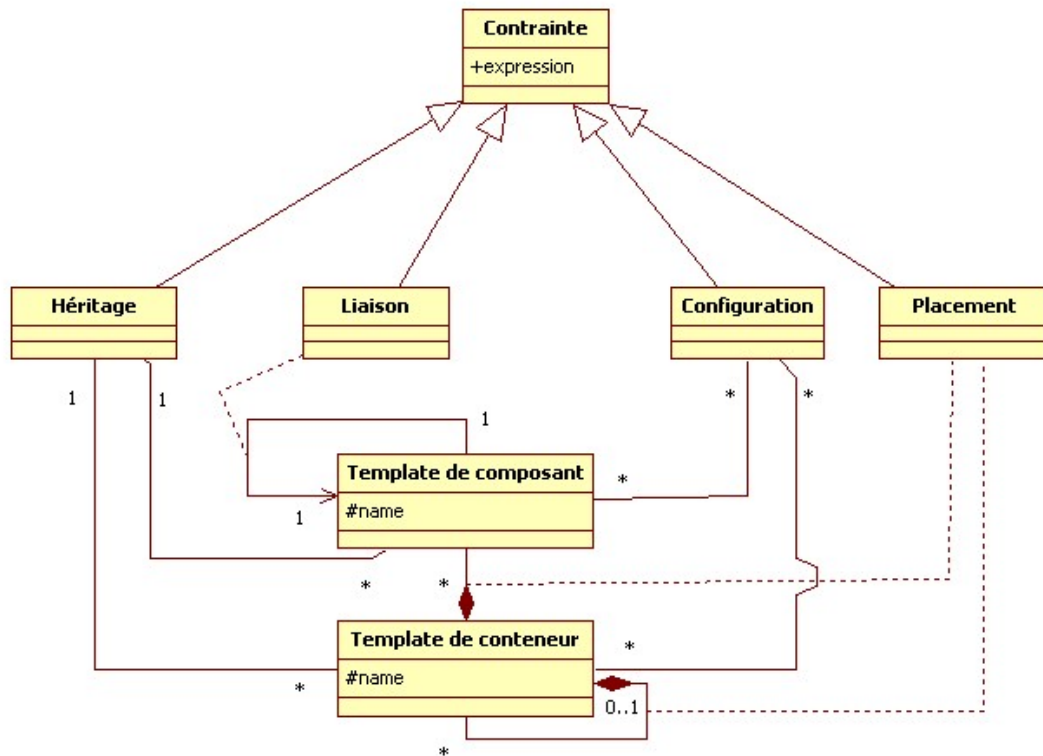 Contrainte
+expression
Héritage
Liaison
Configuration
Placement
1
1
*
*
1
Template de composant
*
#name
1
*
*
Template de conteneur
*
#name
*
0..1
*